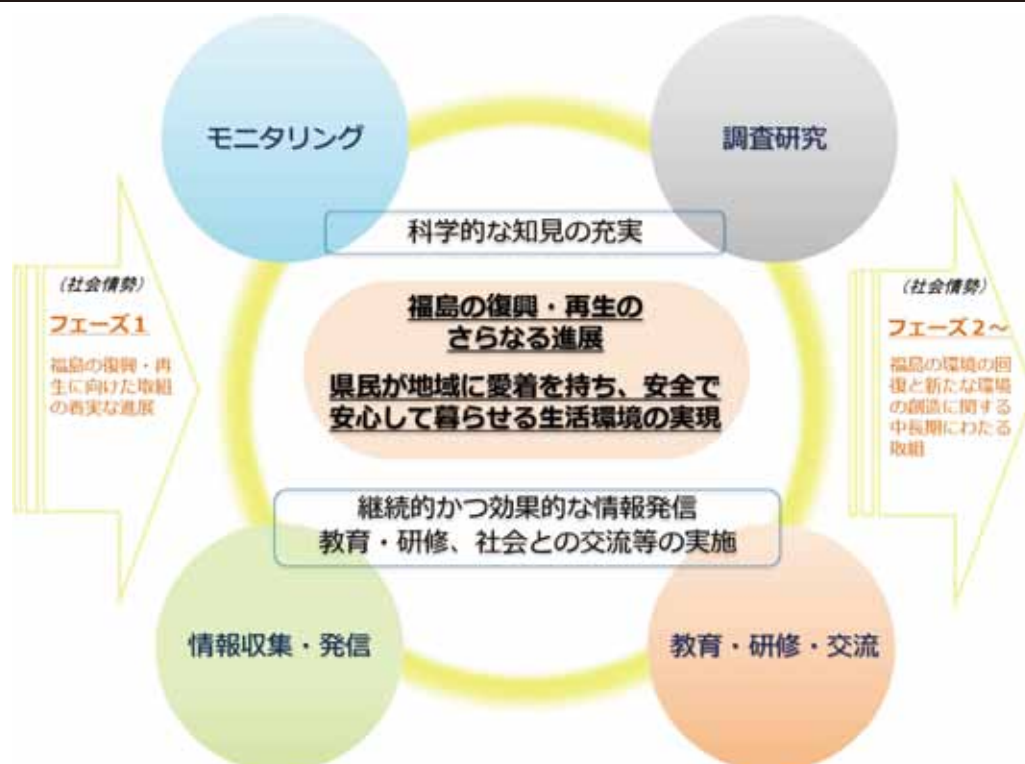 モニタリング
調査研究
科学的な知見の充実
(社会情勢)
フェーズ1
福島の復興・再
生に向けた取組
の着実な進展
福島の復興・再生の
さらなる進展
県民が地域に愛着を持ち、安全で
安心して暮らせる生活環境の実現
(社会情勢)
フェーズ2～
福島の環境の回
復と新たな環境
の創造に関する
中長期にわたる
取組
継続的かつ効果的な情報発信
教育・研修、社会との交流等の実施
情報収集・発信
教育・研修・交流